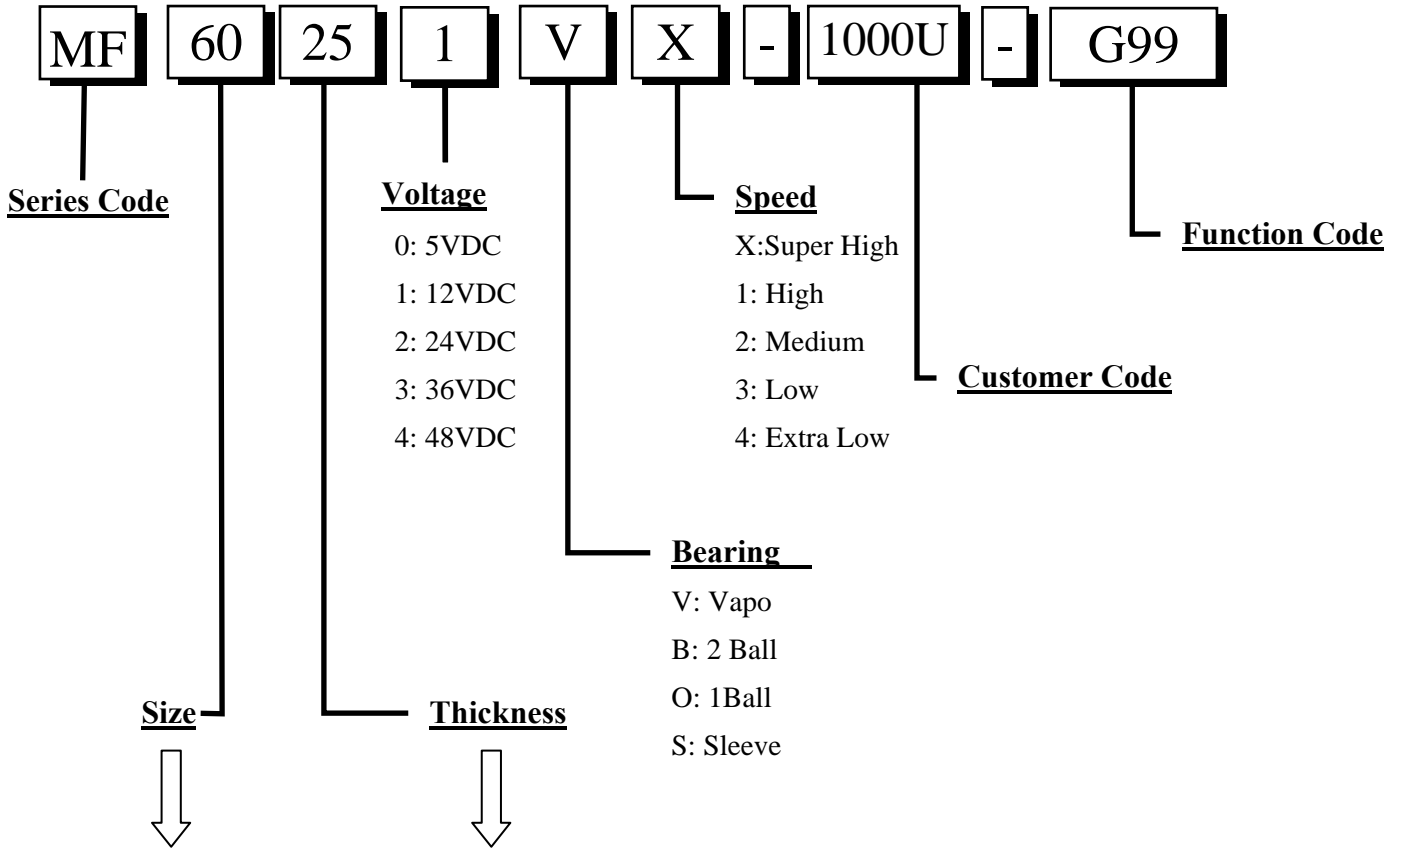 MF 60 25 1 V X - 1000U - G99
Series Code
Voltage
0: 5VDC
1: 12VDC
2: 24VDC
3: 36VDC
4: 48VDC
Speed
X:Super High
1: High
2: Medium
3: Low
4: Extra Low
Function Code
Customer Code
Bearing
V: Vapo
B: 2 Ball
O: 1Ball
S: Sleeve
Size
Thickness